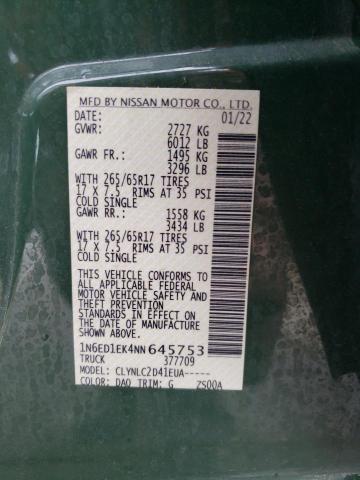 MFD BY NISSAN MOTOR CO., LTD.
DATE: 01/22
GVWR: 2727 KG
6012 LB
GAWR FR.: 1495 KG
3296 LB
WITH 265/65R17 TIRES
17 X 7.5 RIMS AT 35 PSI
COLD SINGLE
GAWR RR.: 1558 KG
3434 LB
WITH 265/65R17 TIRES
17 X 7.5 RIMS AT 35 PSI
COLD SINGLE
THIS VEHICLE CONFORMS TO
ALL APPLICABLE FEDERAL
MOTOR VEHICLE SAFETY
AND THEFT PREVENTION
STANDARDS IN EFFECT ON
THE DATE OF MANUFACTURE
SHOWN ABOVE.
1N6ED1EK4NN645753
TRUCK 377709
MODEL: CLYNLC2D41EUA-----
COLOR: DAQ TRIM: G ZS00A